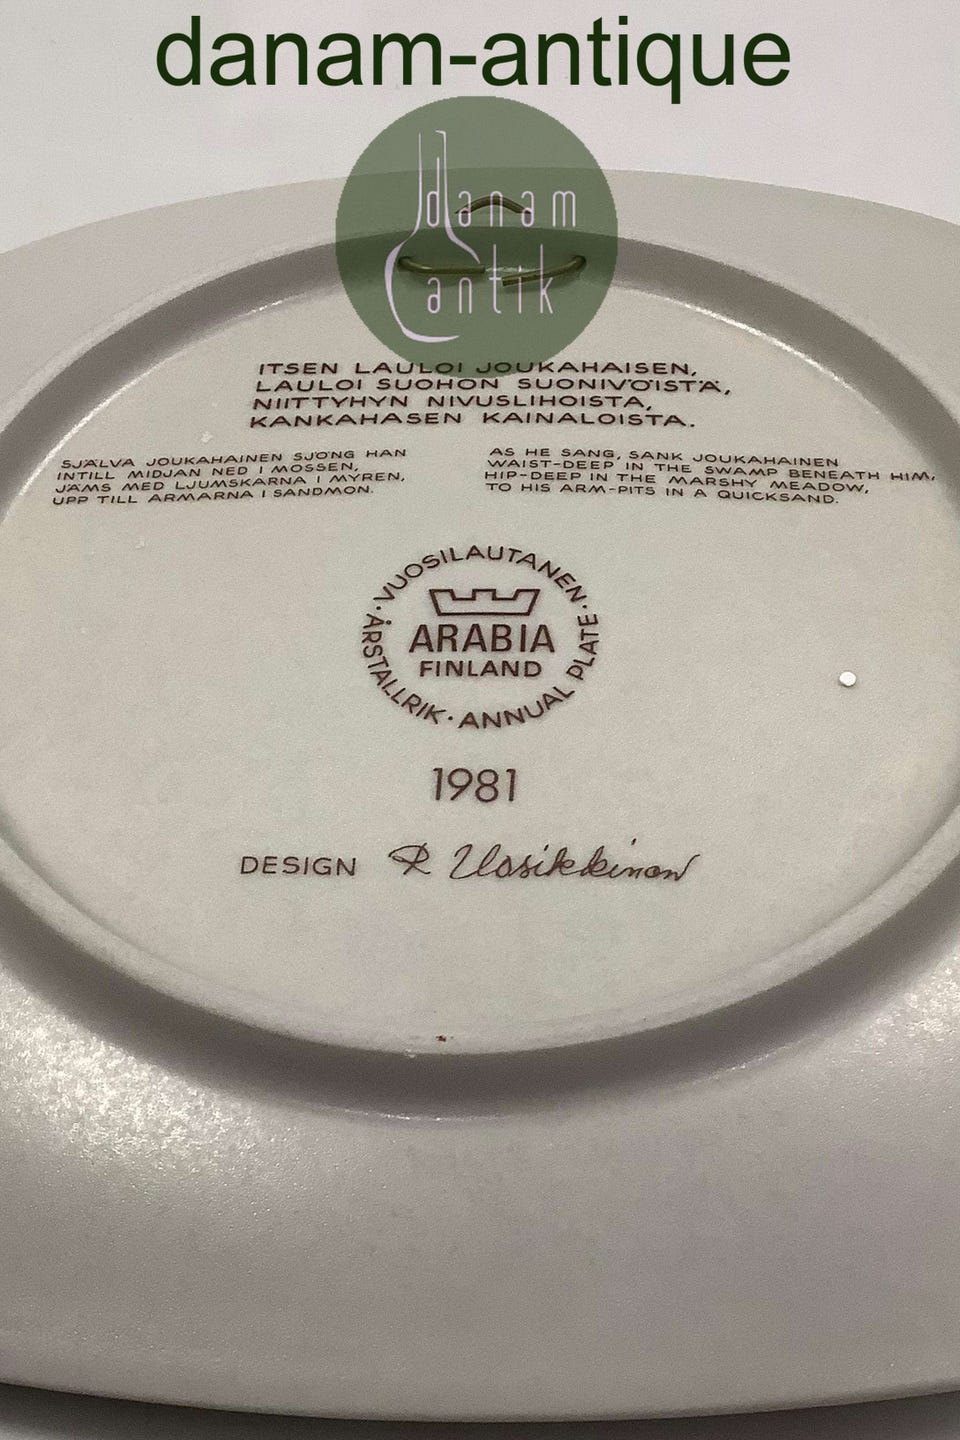 danam-antique
danam
antik
ITSEN LAULOI JOUKAHAISEN,
LAULOI SUOHON SUONIVÖISTÄ,
NIITTYHYN NIVUSLIHOISTA,
KANKAHASEN KAINALOISTA.
SJÄLVA JOUKAHAINEN SJÖNG HAN
INTILL MIDJAN NED I MOSSEN,
JÄMS MED LJUMSKARNA I MYREN,
UPP TILL ARMARNA I SANDMON.
AS HE SANG, SANK JOUKAHAINEN
WAIST-DEEP IN THE SWAMP BENEATH HIM,
HIP-DEEP IN THE MARSHY MEADOW,
TO HIS ARM-PITS IN A QUICKSAND.
· VUOSILAUTANEN · ANNUAL PLATE · ÅRSTALLRIK
ARABIA
FINLAND
1981
DESIGN R Uosikkinen